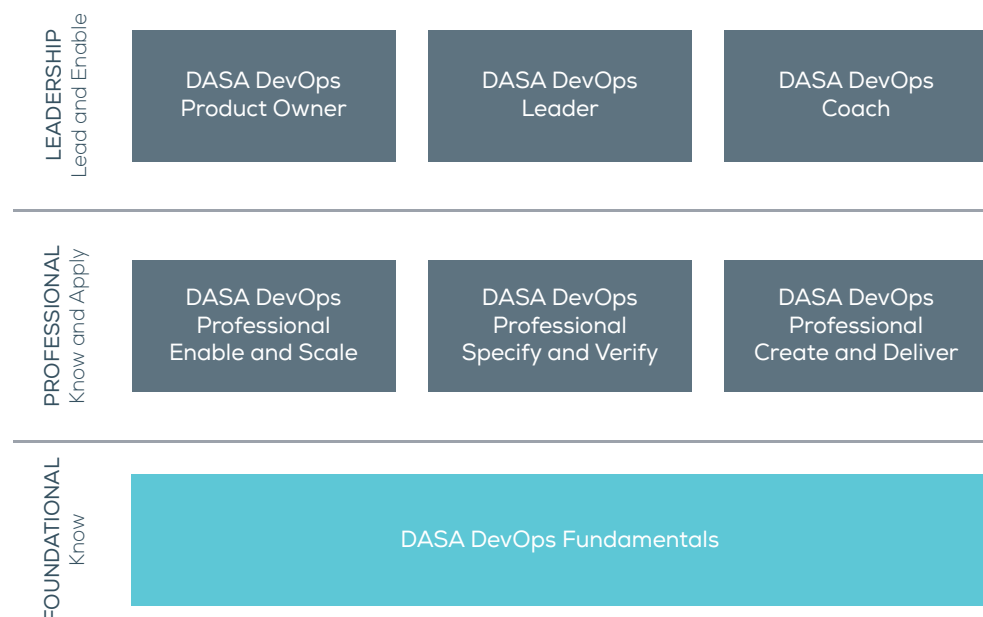 LEADERSHIP
Lead and Enable
DASA DevOps
Product Owner
DASA DevOps
Leader
DASA DevOps
Coach
PROFESSIONAL
Know and Apply
DASA DevOps
Professional
Enable and Scale
DASA DevOps
Professional
Specify and Verify
DASA DevOps
Professional
Create and Deliver
FOUNDATIONAL
Know
DASA DevOps Fundamentals